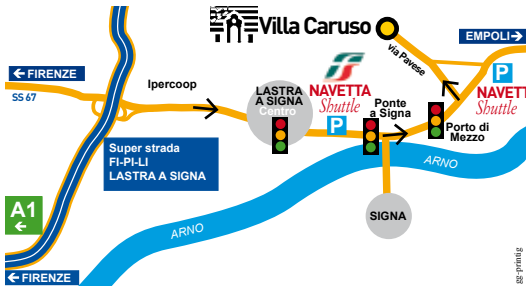 Villa Caruso
EMPOLI→
via Pavese
←FIRENZE
SS 67
Ipercoop
LASTRA
A SIGNA
Centro
NAVETTA
Shuttle
P
Ponte
a Signa
P
NAVETTA
Shuttle
Porto di
Mezzo
Super strada
FI-PI-LI
LASTRA A SIGNA
ARNO
A1
←
SIGNA
ARNO
←FIRENZE
gg-printig